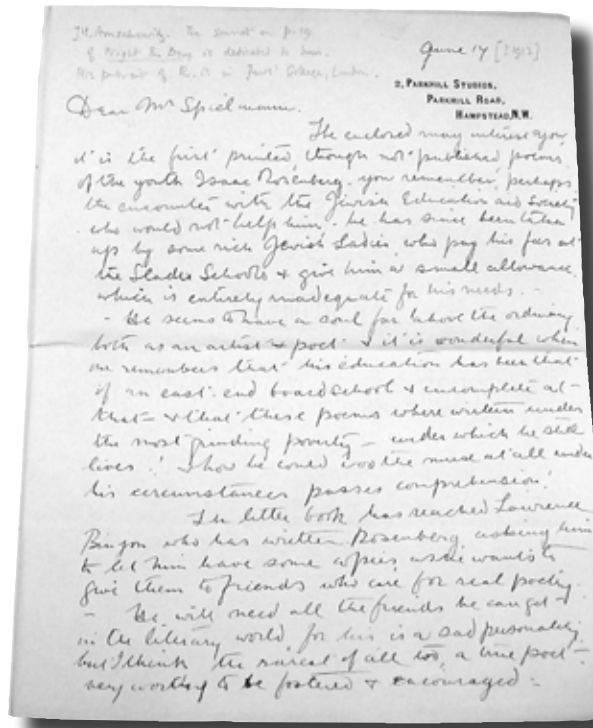 J.H. Amschewitz. The sonnet on p. 19
of Night & Day is dedicated to him.
His portrait of R. is in Jews' College, London.
June 17 [1912]
2, PARKHILL STUDIOS,
PARKHILL ROAD,
HAMPSTEAD, N.W.
Dear Mr Spielmann.
The enclosed may interest you
it is the first printed, though not published poems
of the youth Isaac Rosenberg. you remember, perhaps
the encounter with the Jewish Education aid Society
who would not help him. he has since been taken
up by some rich Jewish Ladies who pay his fees at
the Slade Schools & give him a small allowance
which is entirely inadequate for his needs. -
- He seems to have a soul far above the ordinary
both as an artist & poet & it is wonderful when
one remembers that his education has been that
of an east end board school & incomplete at
that - & that these poems where written under
the most grinding poverty - under which he still
lives! & how he could woo the muse at all under
his circumstances passes comprehension!
The letter book has reached Lawrence
Binyon who has written Rosenberg asking him
to let him have some copies as he wants to
give them to friends who care for real poetry.
- He will need all the friends he can get -
in the literary world for his is a sad personality
but I think the rarest of all too, a true poet -
very worthy to be fostered & encouraged -